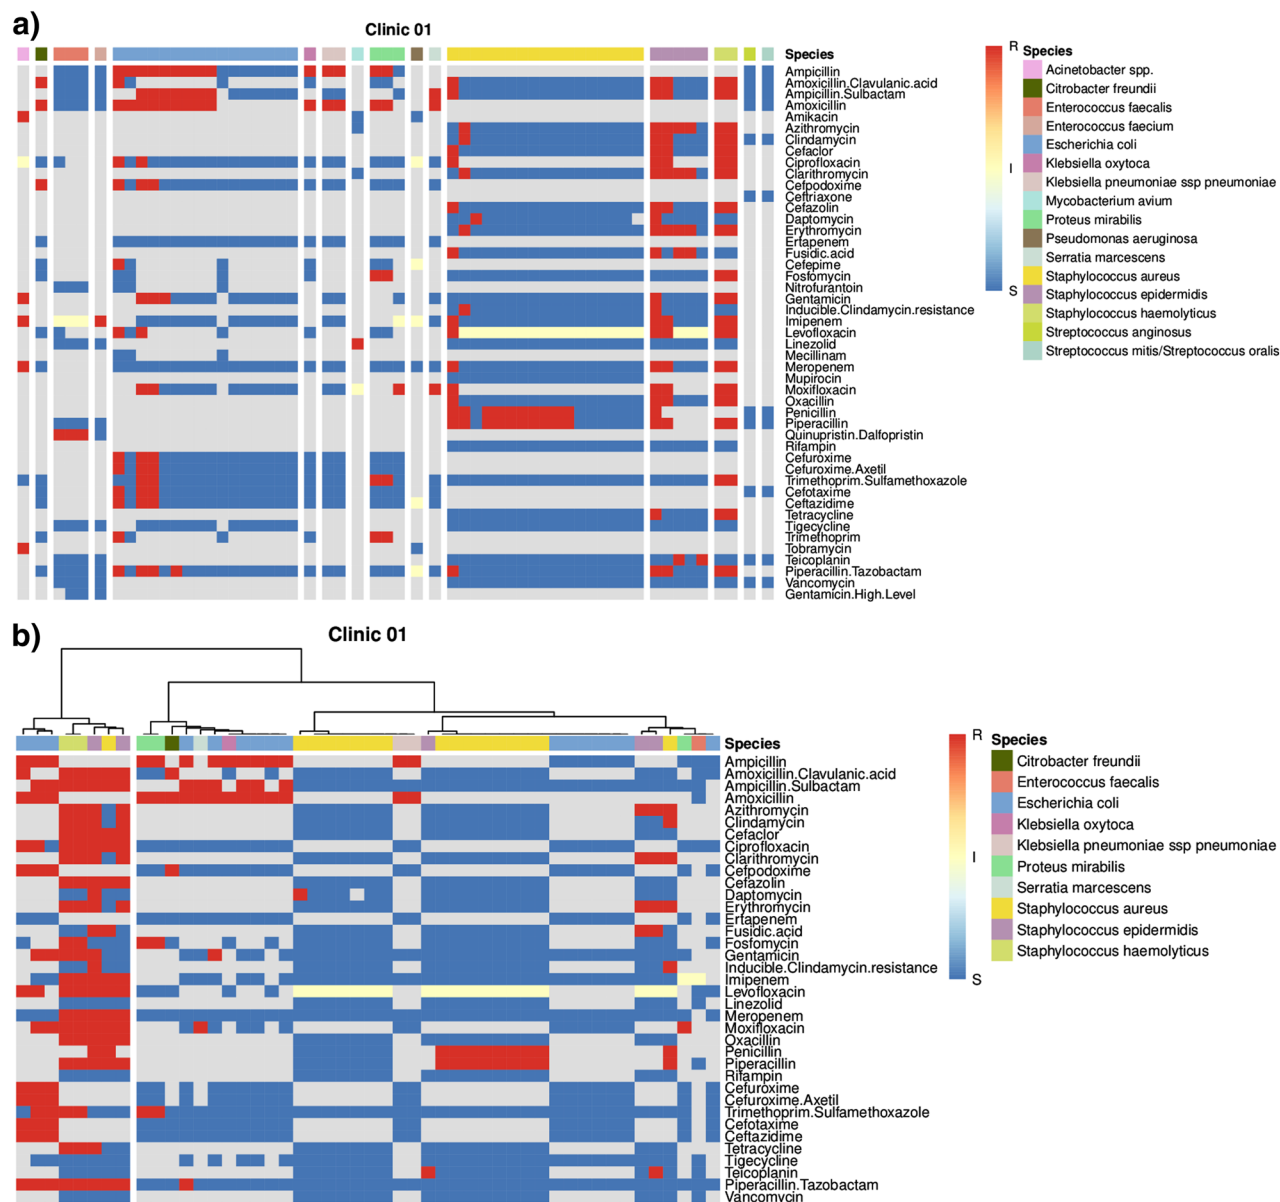 a)
Clinic 01
Species
Ampicillin
Amoxicillin.Clavulanic.acid
Ampicillin.Sulbactam
Amoxicillin
Amikacin
Azithromycin
Clindamycin
Cefaclor
Ciprofloxacin
Clarithromycin
Cefpodoxime
Ceftriaxone
Cefazolin
Daptomycin
Erythromycin
Ertapenem
Fusidic.acid
Cefepime
Fosfomycin
Nitrofurantoin
Gentamicin
Inducible.Clindamycin.resistance
Imipenem
Levofloxacin
Linezolid
Mecillinam
Meropenem
Mupirocin
Moxifloxacin
Oxacillin
Penicillin
Piperacillin
Quinupristin.Dalfopristin
Rifampin
Cefuroxime
Cefuroxime.Axetil
Trimethoprim.Sulfamethoxazole
Cefotaxime
Ceftazidime
Tetracycline
Tigecycline
Trimethoprim
Tobramycin
Teicoplanin
Piperacillin.Tazobactam
Vancomycin
Gentamicin.High.Level
R
I
S
Species
Acinetobacter spp.
Citrobacter freundii
Enterococcus faecalis
Enterococcus faecium
Escherichia coli
Klebsiella oxytoca
Klebsiella pneumoniae ssp pneumoniae
Mycobacterium avium
Proteus mirabilis
Pseudomonas aeruginosa
Serratia marcescens
Staphylococcus aureus
Staphylococcus epidermidis
Staphylococcus haemolyticus
Streptococcus anginosus
Streptococcus mitis/Streptococcus oralis
b)
Clinic 01
Species
Ampicillin
Amoxicillin.Clavulanic.acid
Ampicillin.Sulbactam
Amoxicillin
Azithromycin
Clindamycin
Cefaclor
Ciprofloxacin
Clarithromycin
Cefpodoxime
Cefazolin
Daptomycin
Erythromycin
Ertapenem
Fusidic.acid
Fosfomycin
Gentamicin
Inducible.Clindamycin.resistance
Imipenem
Levofloxacin
Linezolid
Meropenem
Moxifloxacin
Oxacillin
Penicillin
Piperacillin
Rifampin
Cefuroxime
Cefuroxime.Axetil
Trimethoprim.Sulfamethoxazole
Cefotaxime
Ceftazidime
Tetracycline
Tigecycline
Teicoplanin
Piperacillin.Tazobactam
Vancomycin
R
I
S
Species
Citrobacter freundii
Enterococcus faecalis
Escherichia coli
Klebsiella oxytoca
Klebsiella pneumoniae ssp pneumoniae
Proteus mirabilis
Serratia marcescens
Staphylococcus aureus
Staphylococcus epidermidis
Staphylococcus haemolyticus